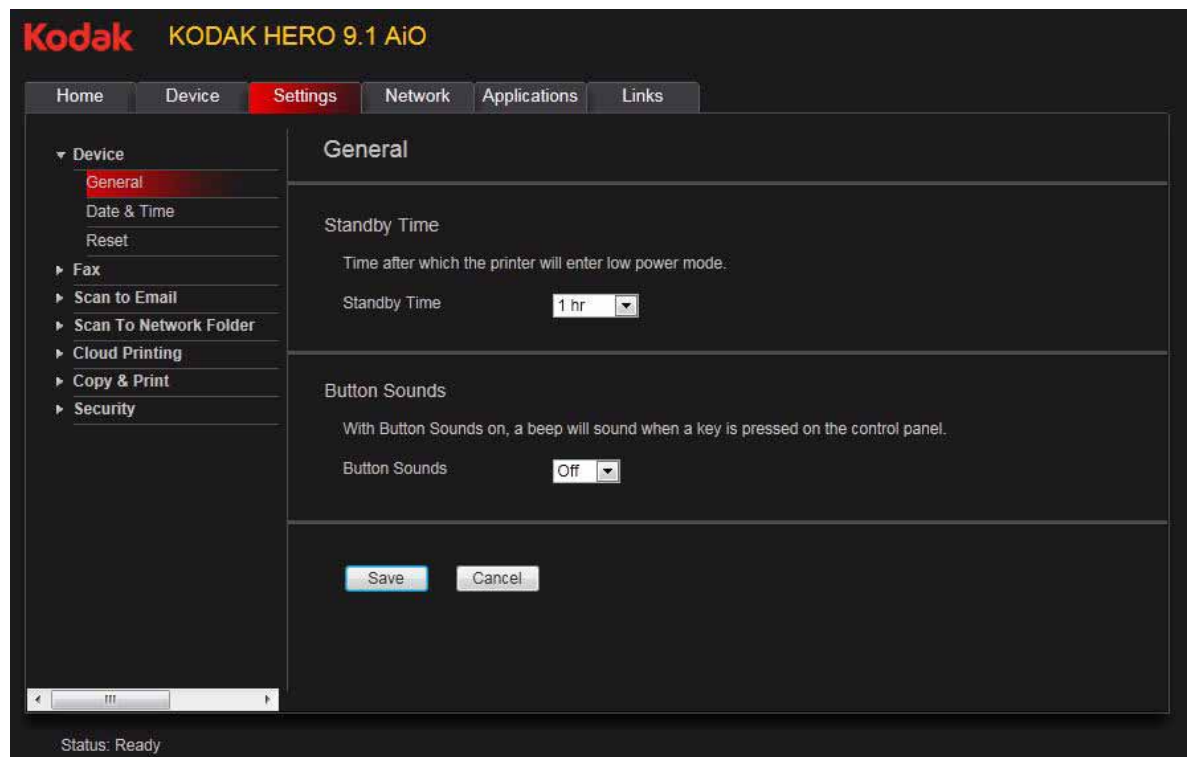 Kodak KODAK HERO 9.1 AiO
Home Device Settings Network Applications Links
Device
General
Date & Time
Reset
Fax
Scan to Email
Scan To Network Folder
Cloud Printing
Copy & Print
Security
General
Standby Time
Time after which the printer will enter low power mode.
Standby Time 1 hr
Button Sounds
With Button Sounds on, a beep will sound when a key is pressed on the control panel.
Button Sounds Off
Save Cancel
Status: Ready